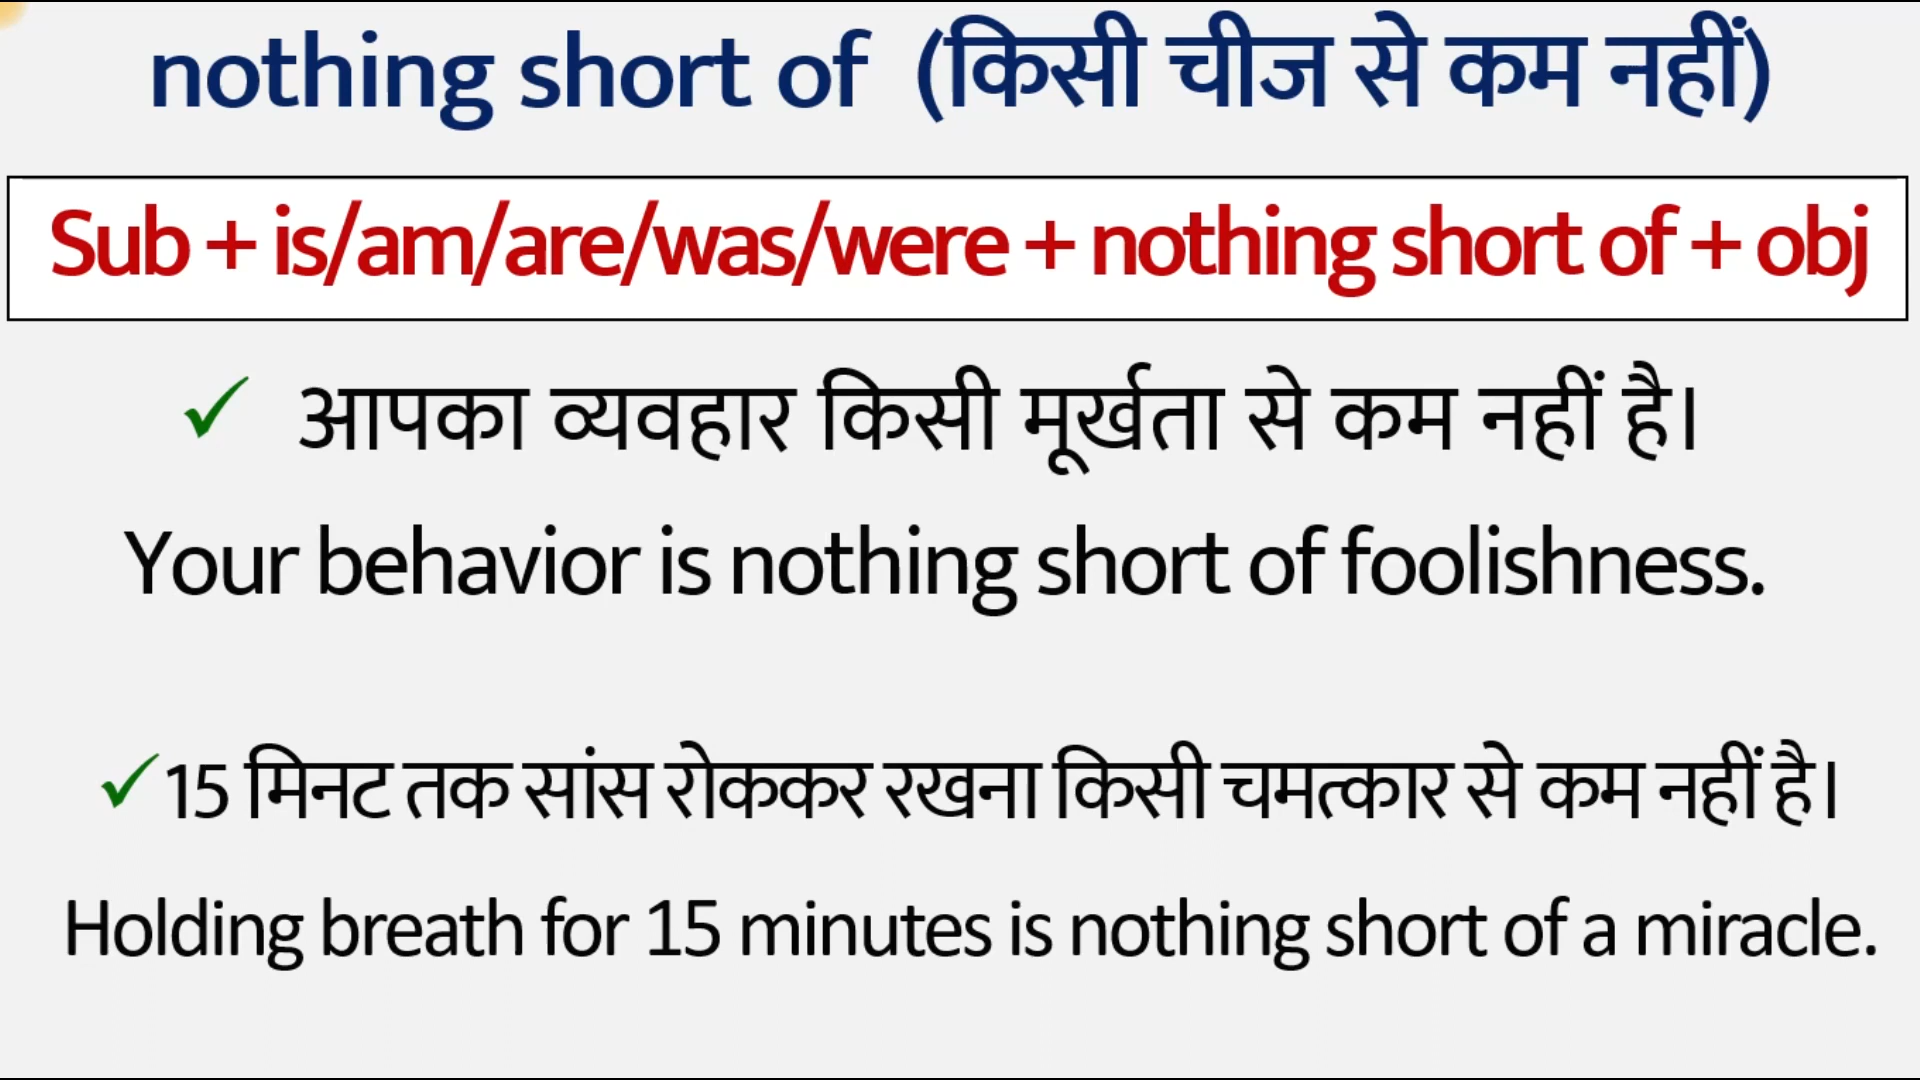 nothing short of (किसी चीज से कम नहीं)
Sub + is/am/are/was/were + nothing short of + obj
✓ आपका व्यवहार किसी मूर्खता से कम नहीं है।
Your behavior is nothing short of foolishness.
✓15 मिनट तक सांस रोककर रखना किसी चमत्कार से कम नहीं है।
Holding breath for 15 minutes is nothing short of a miracle.